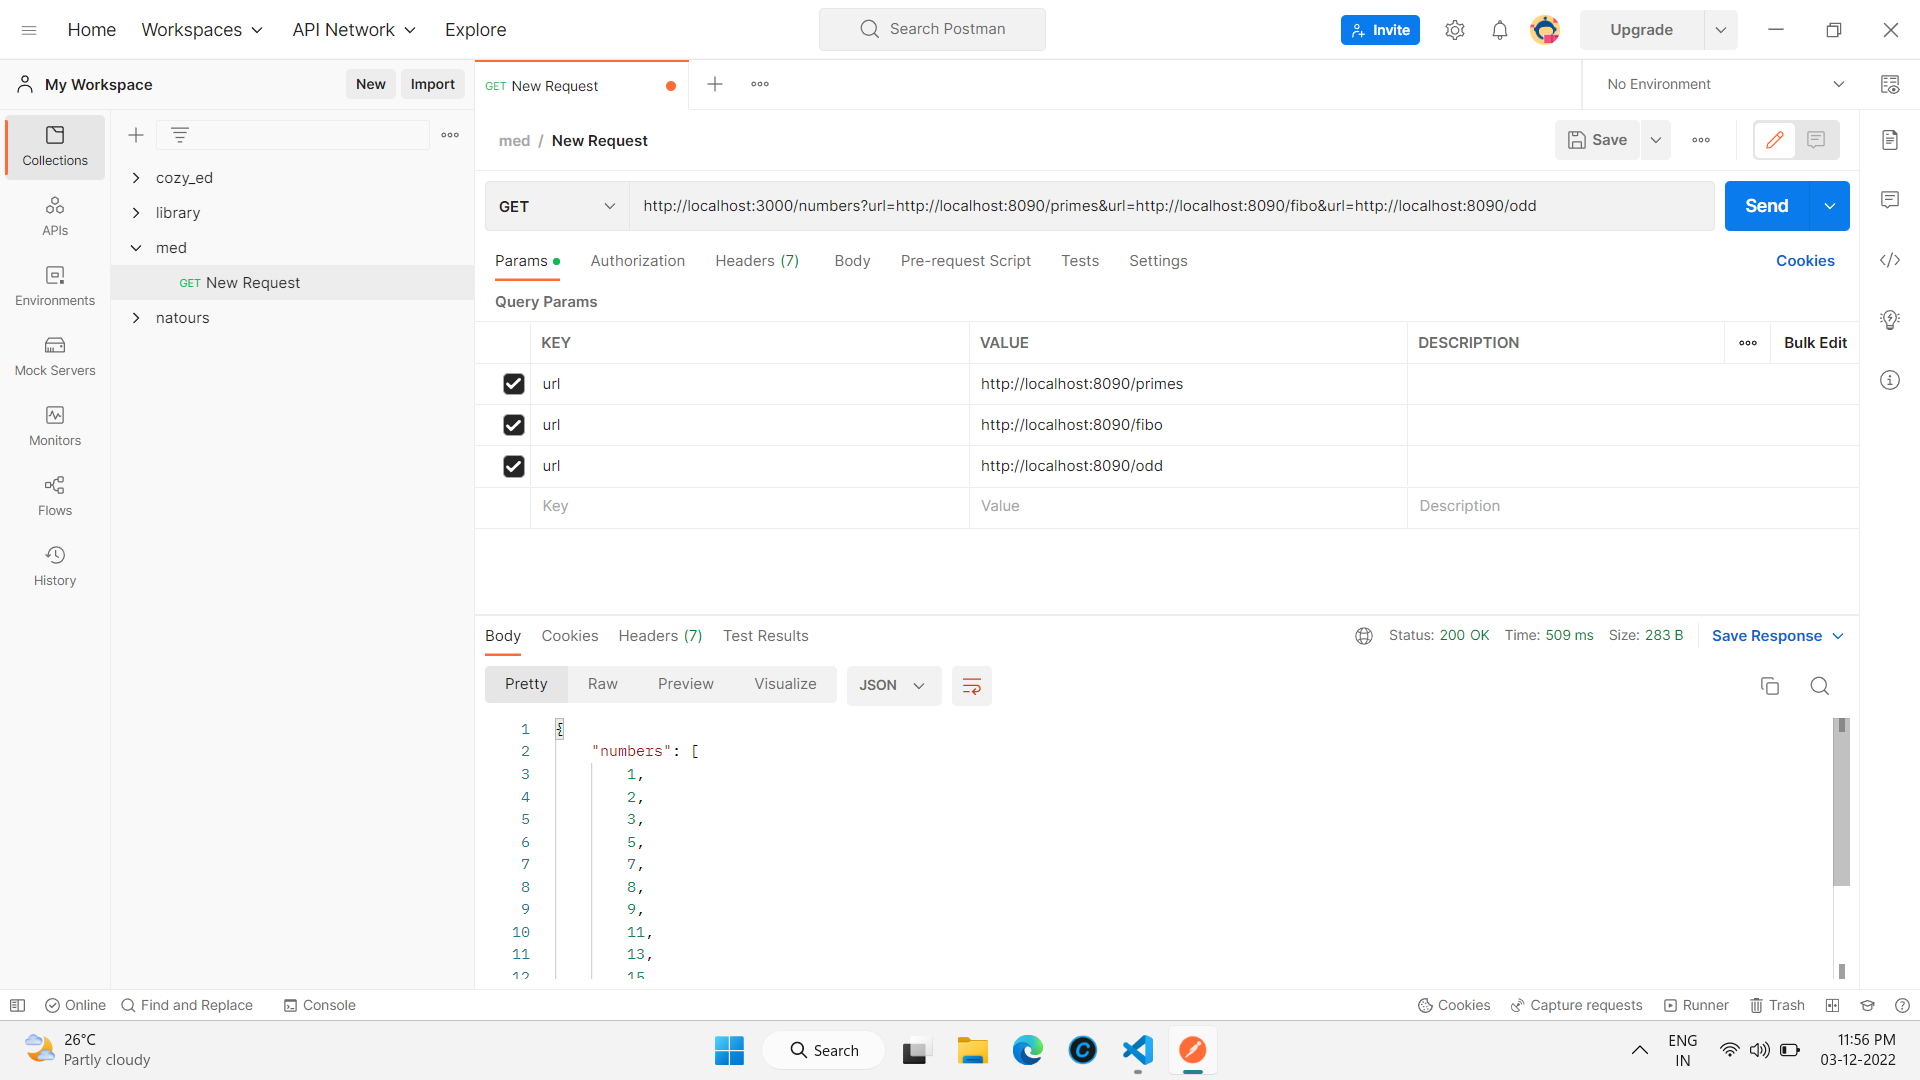 Home Workspaces API Network Explore Search Postman Invite Upgrade
My Workspace New Import GET New Request No Environment
Collections
APIs
Environments
Mock Servers
Monitors
Flows
History
cozy_ed
library
med
GET New Request
natours
med / New Request Save
GET http://localhost:3000/numbers?url=http://localhost:8090/primes&url=http://localhost:8090/fibo&url=http://localhost:8090/odd Send
Params Authorization Headers (7) Body Pre-request Script Tests Settings Cookies
Query Params
KEY VALUE DESCRIPTION Bulk Edit
url http://localhost:8090/primes
url http://localhost:8090/fibo
url http://localhost:8090/odd
Key Value Description
Body Cookies Headers (7) Test Results Status: 200 OK Time: 509 ms Size: 283 B Save Response
Pretty Raw Preview Visualize JSON
1 {
2 "numbers": [
3 1,
4 2,
5 3,
6 5,
7 7,
8 8,
9 9,
10 11,
11 13,
12 15
Online Find and Replace Console Cookies Capture requests Runner Trash
26°C
Partly cloudy
Search
ENG
IN
11:56 PM
03-12-2022